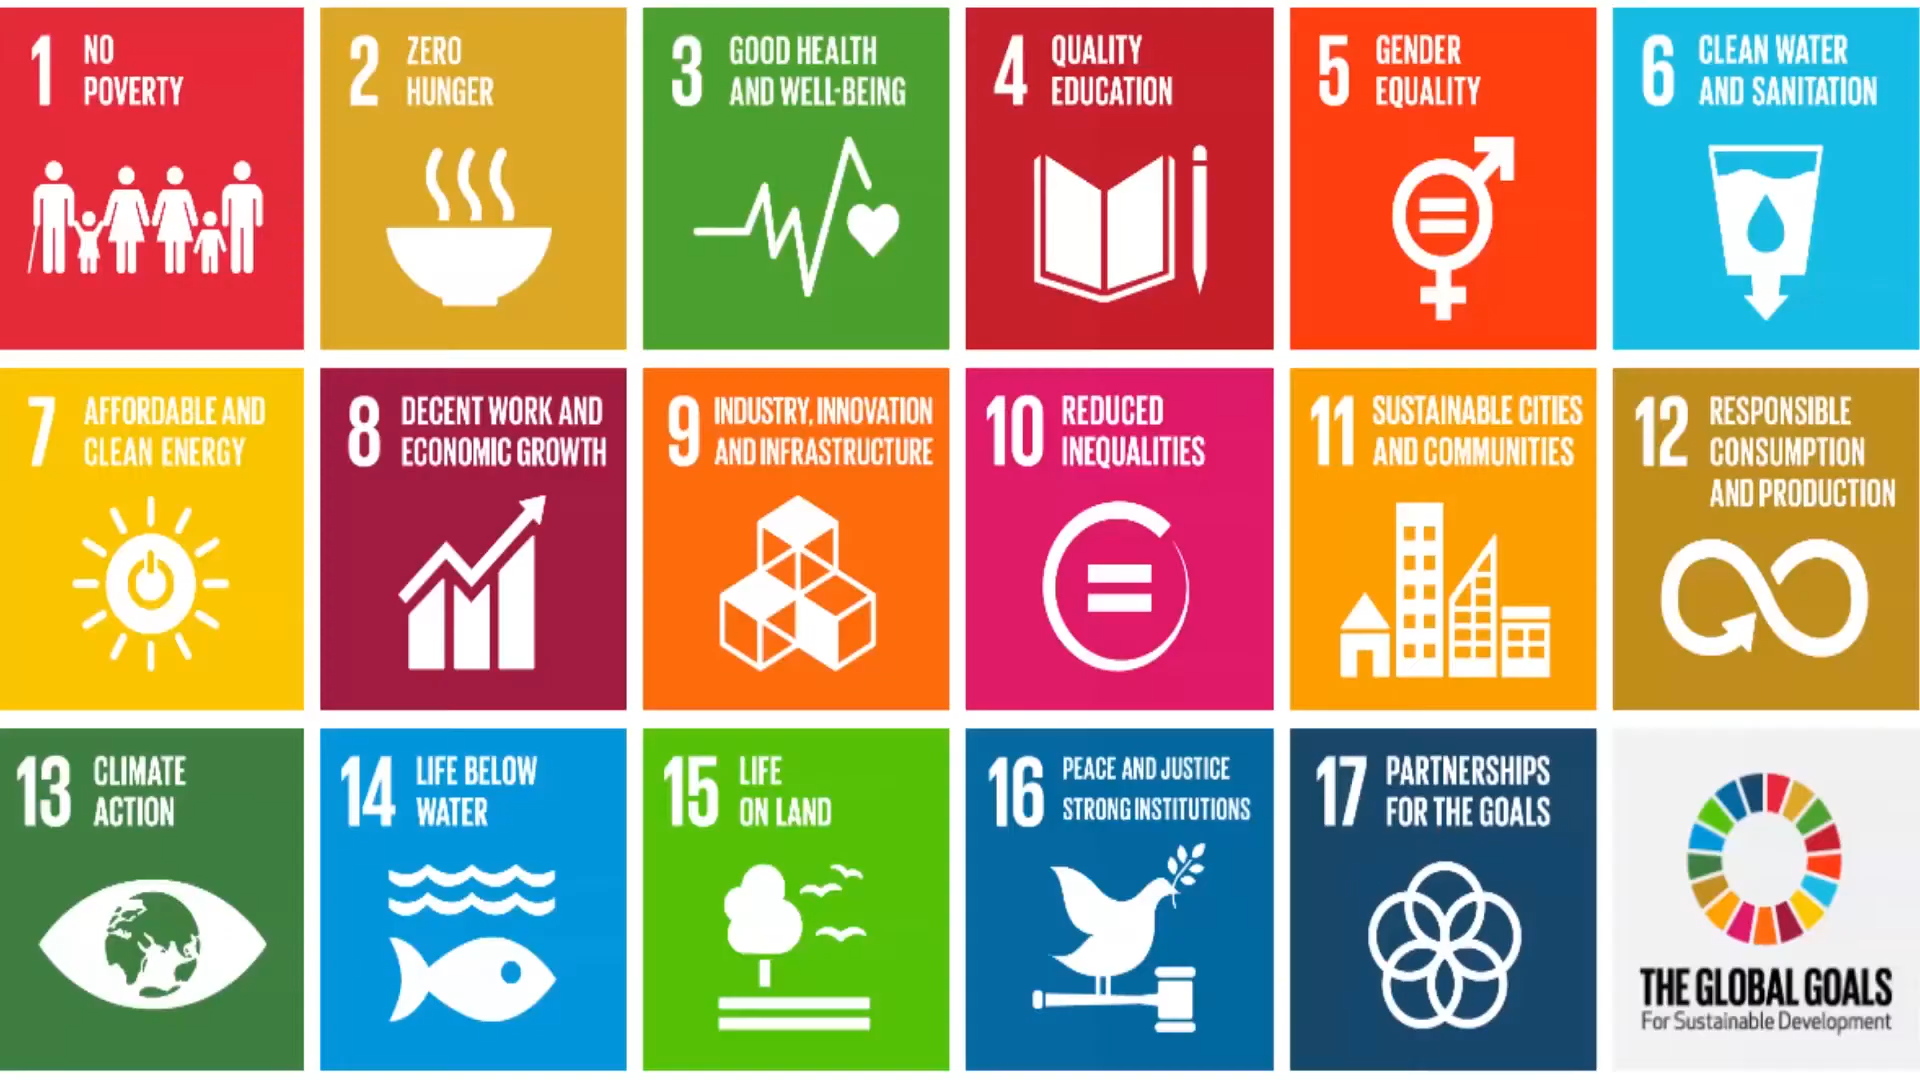 1 NO
POVERTY
2 ZERO
HUNGER
3 GOOD HEALTH
AND WELL-BEING
4 QUALITY
EDUCATION
5 GENDER
EQUALITY
6 CLEAN WATER
AND SANITATION
7 AFFORDABLE AND
CLEAN ENERGY
8 DECENT WORK AND
ECONOMIC GROWTH
9 INDUSTRY, INNOVATION
AND INFRASTRUCTURE
10 REDUCED
INEQUALITIES
11 SUSTAINABLE CITIES
AND COMMUNITIES
12 RESPONSIBLE
CONSUMPTION
AND PRODUCTION
13 CLIMATE
ACTION
14 LIFE BELOW
WATER
15 LIFE
ON LAND
16 PEACE AND JUSTICE
STRONG INSTITUTIONS
17 PARTNERSHIPS
FOR THE GOALS
THE GLOBAL GOALS
For Sustainable Development